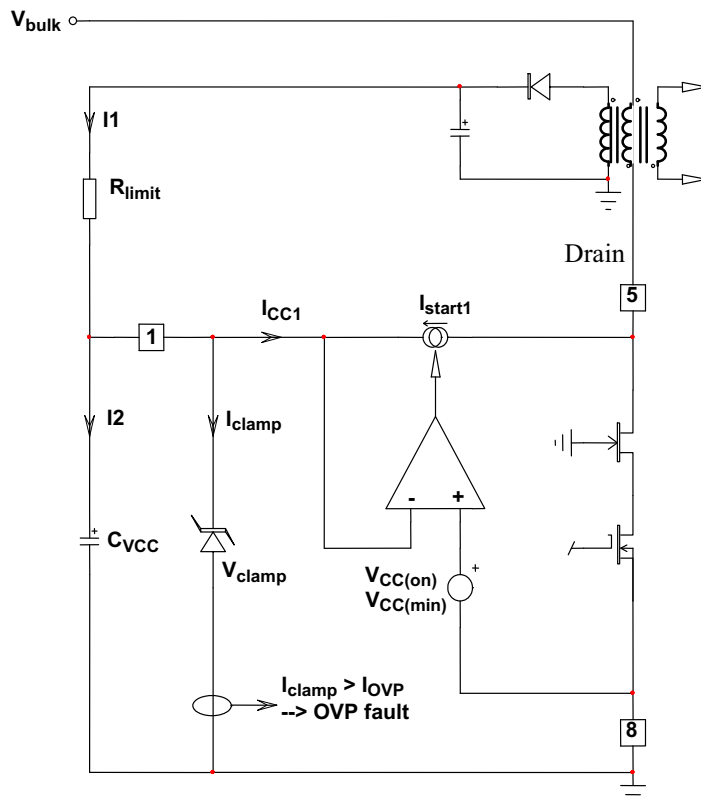 Vbulk
I1
Rlimit
Drain
5
ICC1
Istart1
1
I2
Iclamp
-
+
CVCC
+
Vclamp
VCC(on)
VCC(min)
+
Iclamp > IOVP
--> OVP fault
8
+